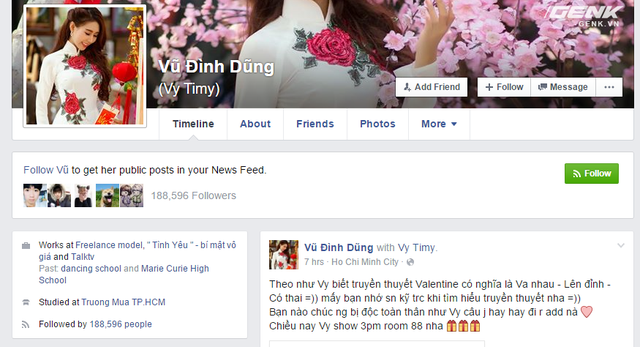 GENK
GENK.VN
Vũ Đình Dũng
(Vy Timy)
Add Friend
Follow
Message
Timeline
About
Friends
Photos
More
Follow Vũ to get her public posts in your News Feed.
Follow
188,596 Followers
Works at Freelance model, " Tình Yêu " - bí mật vô
giá and Talktv
Past: dancing school and Marie Curie High
School
Studied at Truong Mua TP.HCM
Followed by 188,596 people
Vũ Đình Dũng with Vy Timy.
7 hrs · Ho Chi Minh City ·
Theo như Vy biết truyền thuyết Valentine có nghĩa là Va nhau - Lên đỉnh -
Có thai =)) mấy bạn nhớ sn kỹ trc khi tìm hiểu truyền thuyết nha =))
Bạn nào chúc ng bị độc toàn thân như Vy câu j hay hay đi r add nà
Chiều nay Vy show 3pm room 88 nha